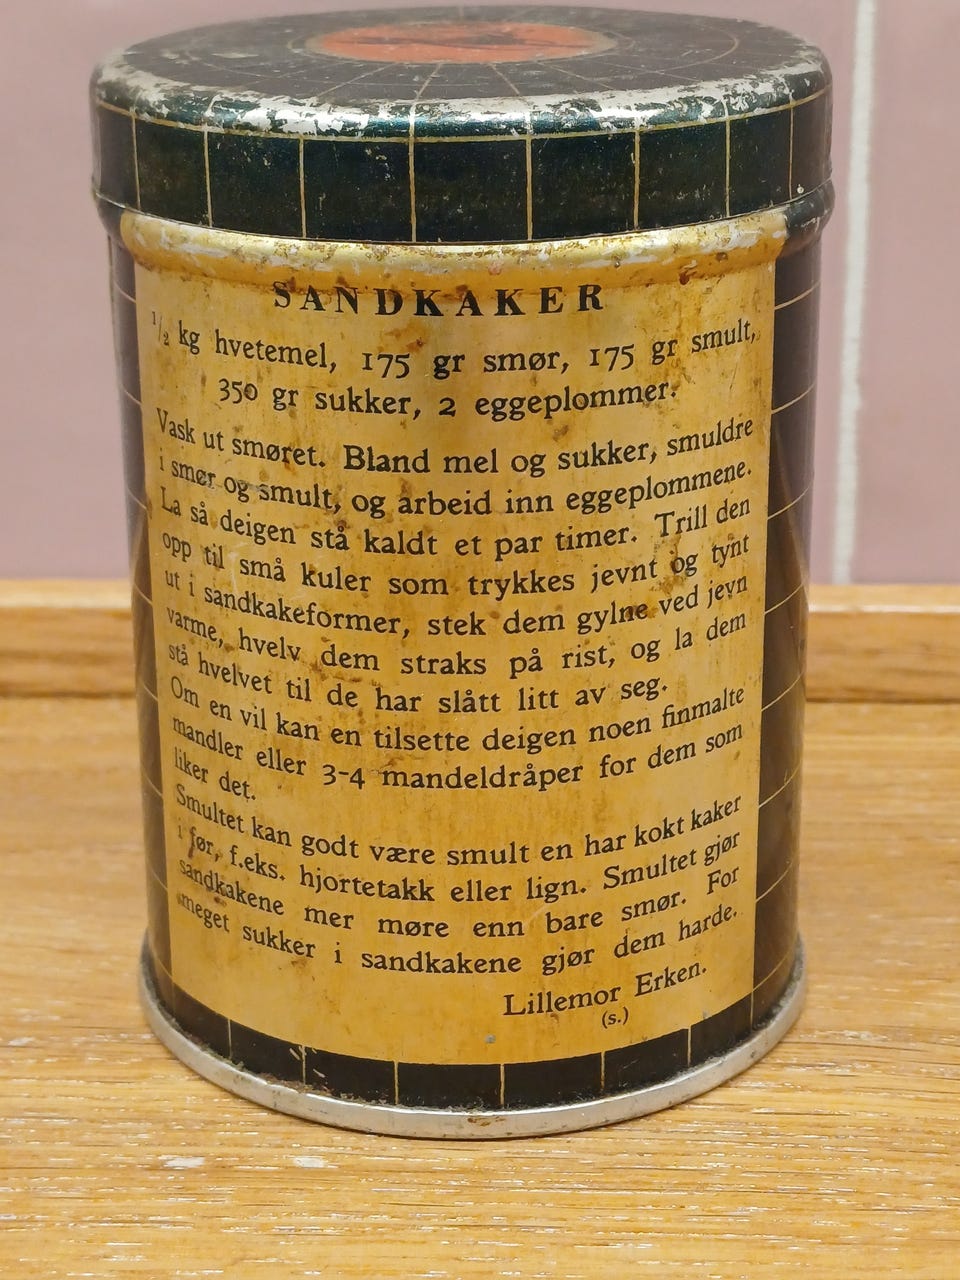 SANDKAKER
1/2 kg hvetemel, 175 gr smør, 175 gr smult,
350 gr sukker, 2 eggeplommer.
Vask ut smøret. Bland mel og sukker, smuldre
i smør og smult, og arbeid inn eggeplommene.
La så deigen stå kaldt et par timer. Trill den
opp til små kuler som trykkes jevnt og tynt
ut i sandkakeformer, stek dem gylne ved jevn
varme, hvelv dem straks på rist, og la dem
stå hvelvet til de har slått litt av seg.
Om en vil kan en tilsette deigen noen finmalte
mandler eller 3-4 mandeldråper for dem som
liker det.
Smultet kan godt være smult en har kokt kaker
i før, f.eks. hjortetakk eller lign. Smultet gjør
sandkakene mer møre enn bare smør. For
meget sukker i sandkakene gjør dem harde.
Lillemor Erken.
(s.)